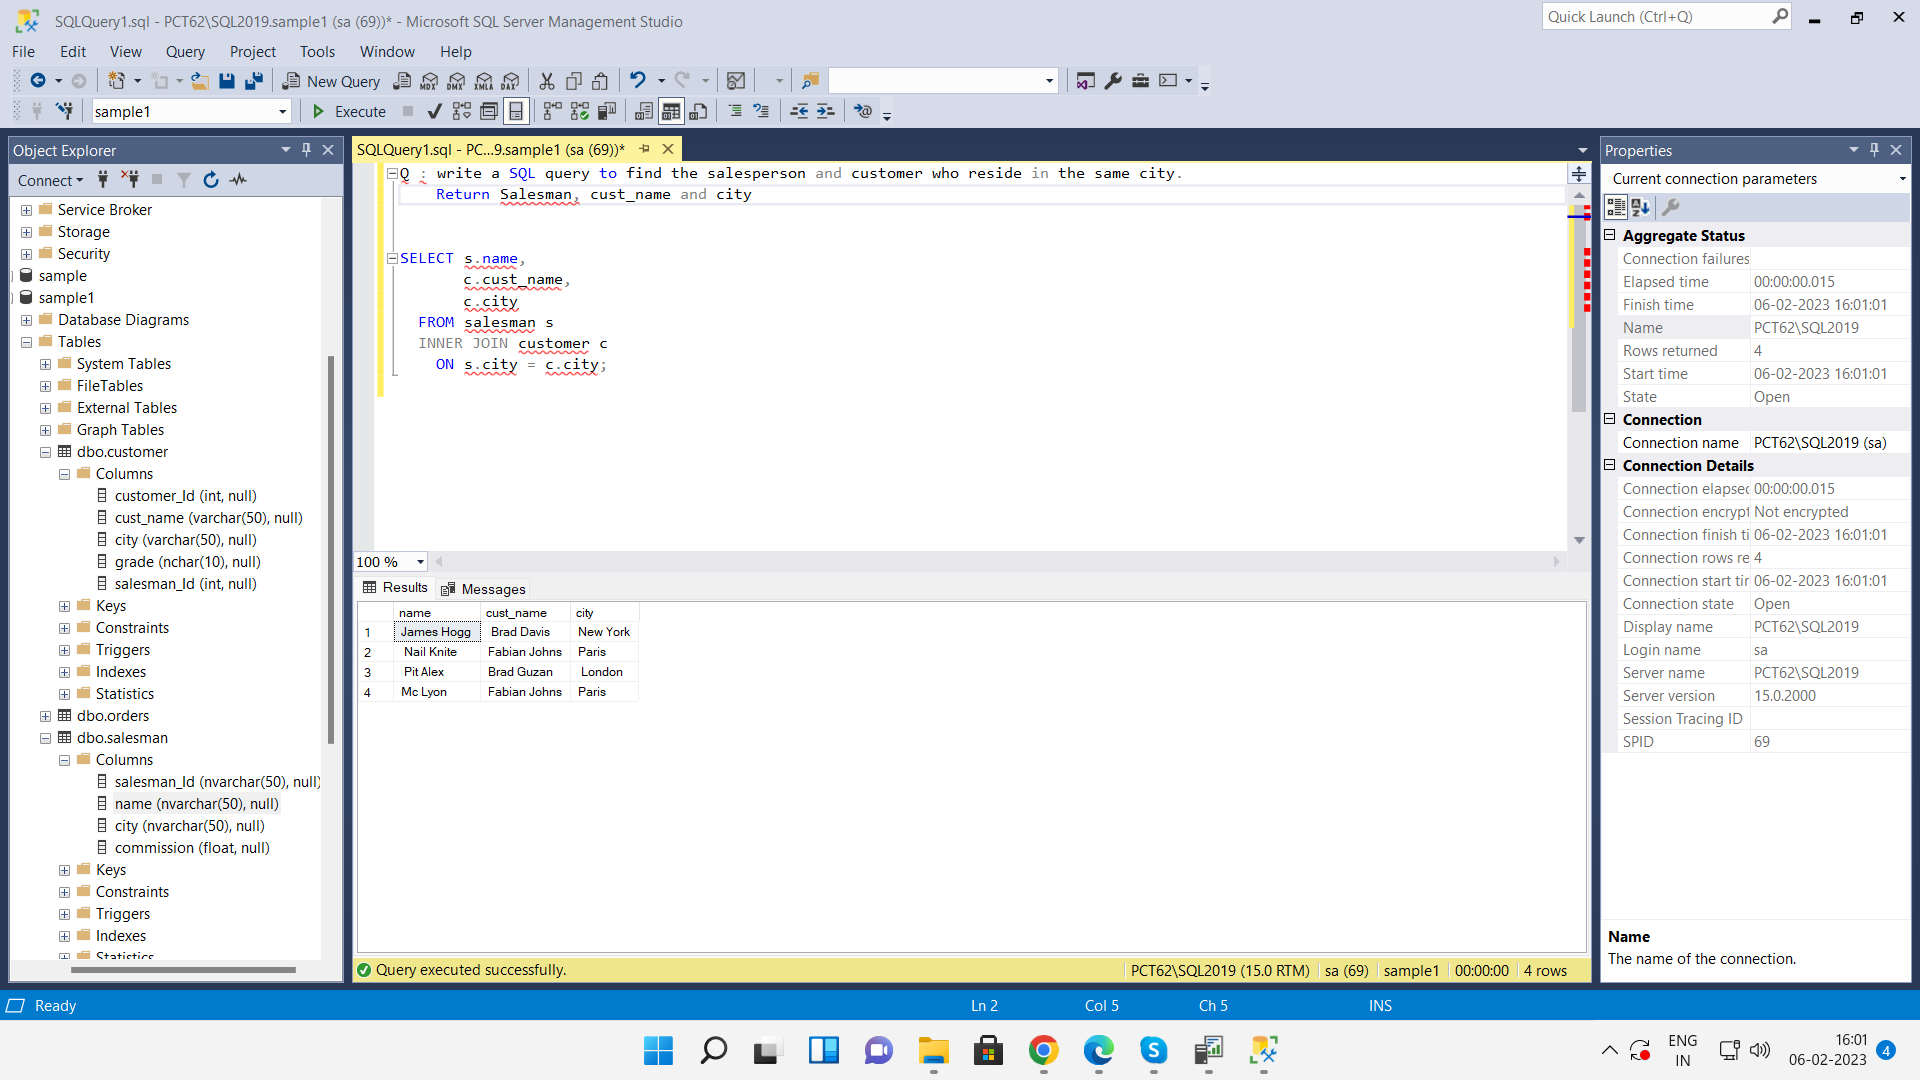 SQLQuery1.sql - PCT62\SQL2019.sample1 (sa (69))* - Microsoft SQL Server Management Studio
Quick Launch (Ctrl+Q)
File Edit View Query Project Tools Window Help
New Query MDX DMX XMLA DAX
sample1 Execute
Object Explorer
Connect
Service Broker
Storage
Security
sample
sample1
Database Diagrams
Tables
System Tables
FileTables
External Tables
Graph Tables
dbo.customer
Columns
customer_Id (int, null)
cust_name (varchar(50), null)
city (varchar(50), null)
grade (nchar(10), null)
salesman_Id (int, null)
Keys
Constraints
Triggers
Indexes
Statistics
dbo.orders
dbo.salesman
Columns
salesman_Id (nvarchar(50), null)
name (nvarchar(50), null)
city (nvarchar(50), null)
commission (float, null)
Keys
Constraints
Triggers
Indexes
Statistics
SQLQuery1.sql - PC...9.sample1 (sa (69))*
Q : write a SQL query to find the salesperson and customer who reside in the same city.
Return Salesman, cust_name and city
SELECT s.name,
c.cust_name,
c.city
FROM salesman s
INNER JOIN customer c
ON s.city = c.city;
100 %
Results Messages
name cust_name city
1 James Hogg Brad Davis New York
2 Nail Knite Fabian Johns Paris
3 Pit Alex Brad Guzan London
4 Mc Lyon Fabian Johns Paris
Query executed successfully. PCT62\SQL2019 (15.0 RTM) sa (69) sample1 00:00:00 4 rows
Properties
Current connection parameters
Aggregate Status
Connection failures
Elapsed time 00:00:00.015
Finish time 06-02-2023 16:01:01
Name PCT62\SQL2019
Rows returned 4
Start time 06-02-2023 16:01:01
State Open
Connection
Connection name PCT62\SQL2019 (sa)
Connection Details
Connection elapsec 00:00:00.015
Connection encrypt Not encrypted
Connection finish ti 06-02-2023 16:01:01
Connection rows re 4
Connection start tir 06-02-2023 16:01:01
Connection state Open
Display name PCT62\SQL2019
Login name sa
Server name PCT62\SQL2019
Server version 15.0.2000
Session Tracing ID
SPID 69
Name
The name of the connection.
Ready Ln 2 Col 5 Ch 5 INS
ENG
IN
16:01
06-02-2023
4